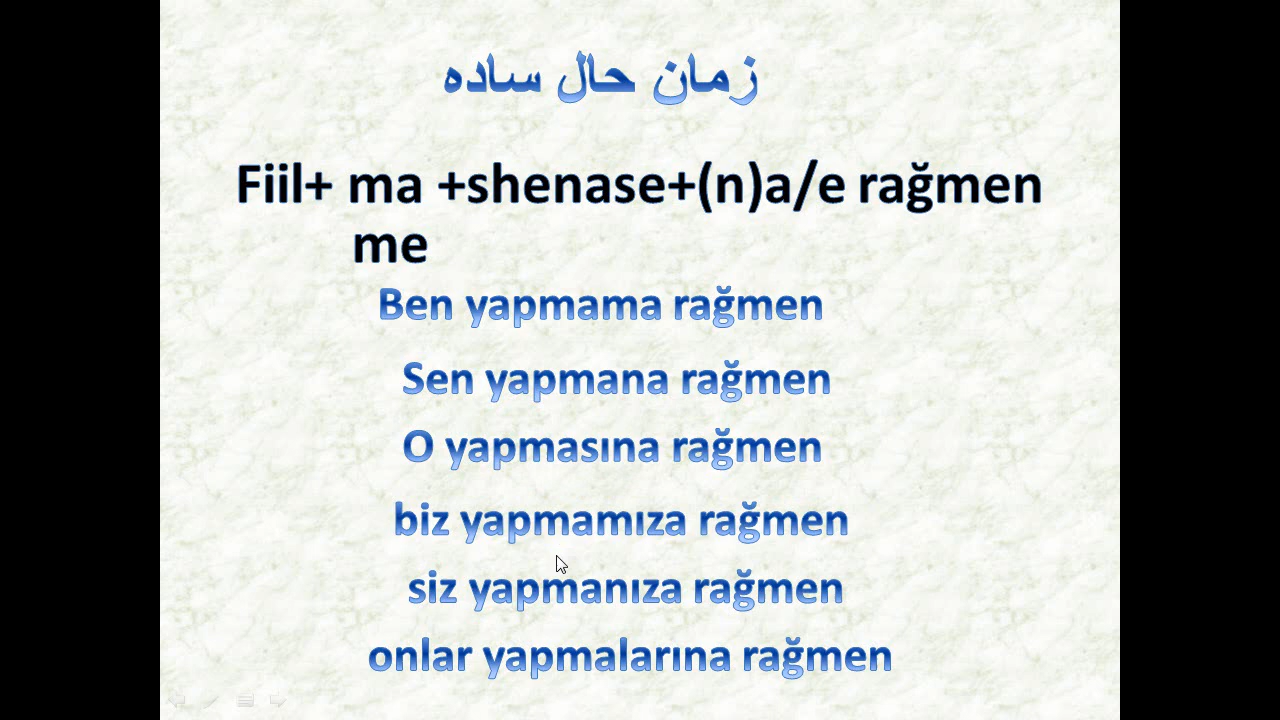 زمان حال ساده
Fiil+ ma +shenase+(n)a/e rağmen
me
Ben yapmama rağmen
Sen yapmana rağmen
O yapmasına rağmen
biz yapmamıza rağmen
siz yapmanıza rağmen
onlar yapmalarına rağmen